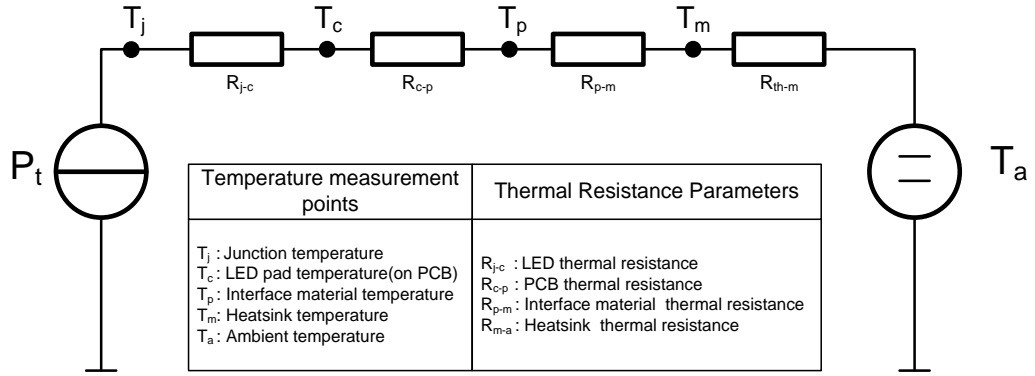 Tj
Tc
Tp
Tm
Rj-c
Rc-p
Rp-m
Rth-m
Pt
Ta
Temperature measurement
points
Thermal Resistance Parameters
Tj : Junction temperature
Tc : LED pad temperature(on PCB)
Tp : Interface material temperature
Tm : Heatsink temperature
Ta : Ambient temperature
Rj-c : LED thermal resistance
Rc-p : PCB thermal resistance
Rp-m : Interface material thermal resistance
Rm-a : Heatsink thermal resistance